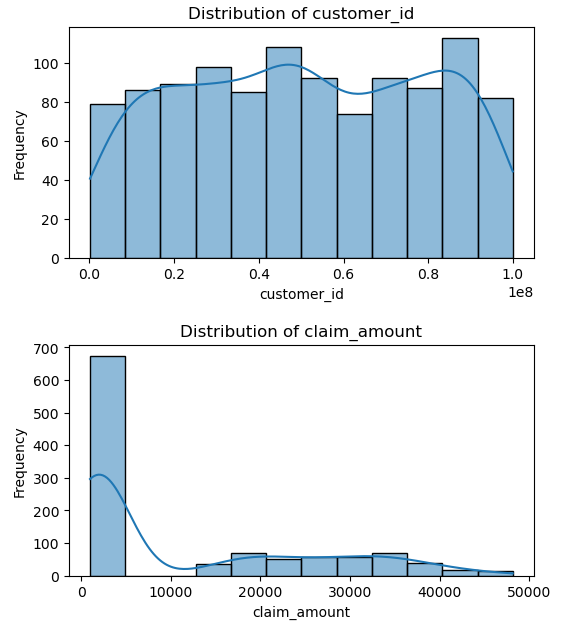 Distribution of customer_id
100
80
60
40
20
0
Frequency
0.0 0.2 0.4 0.6 0.8 1.0
1e8
customer_id
Distribution of claim_amount
700
600
500
400
300
200
100
0
Frequency
0 10000 20000 30000 40000 50000
claim_amount